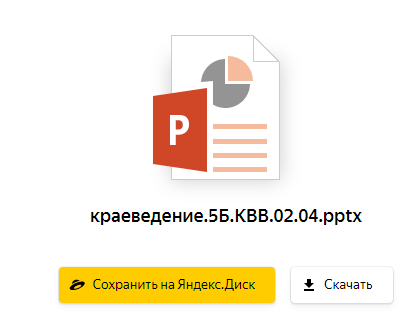 P
краеведение.5Б.КВВ.02.04.pptx
Сохранить на Яндекс.Диск
Скачать